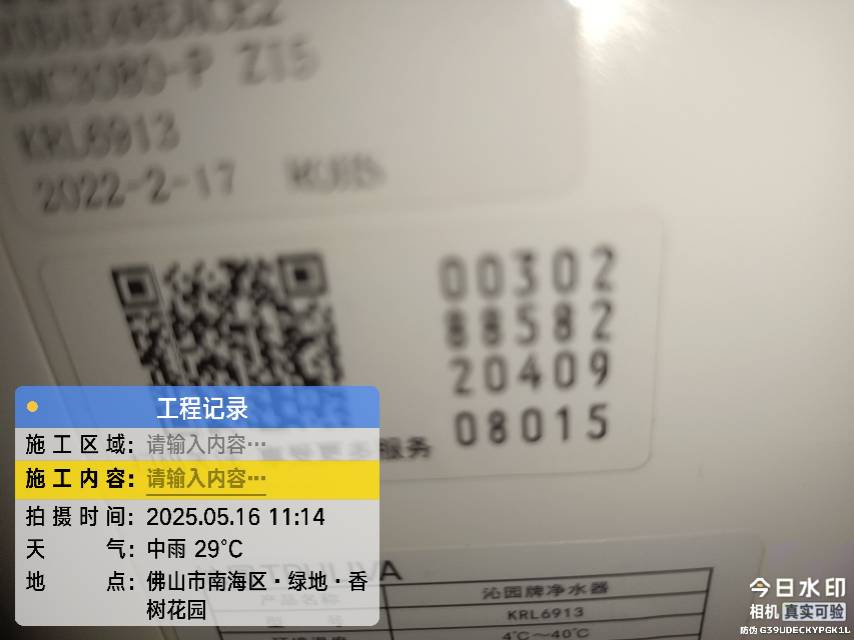 KRL6913
2022-2-17
00302
88582
20409
08015
服务
工程记录
施工区域: 请输入内容···
施工内容: 请输入内容···
拍摄时间: 2025.05.16 11:14
天气: 中雨 29°C
地点: 佛山市南海区·绿地·香
树花园
沁园牌净水器
KRL6913
4℃~40℃
今日水印
相机 真实可验
防伪 G39UDECKYPGK1L